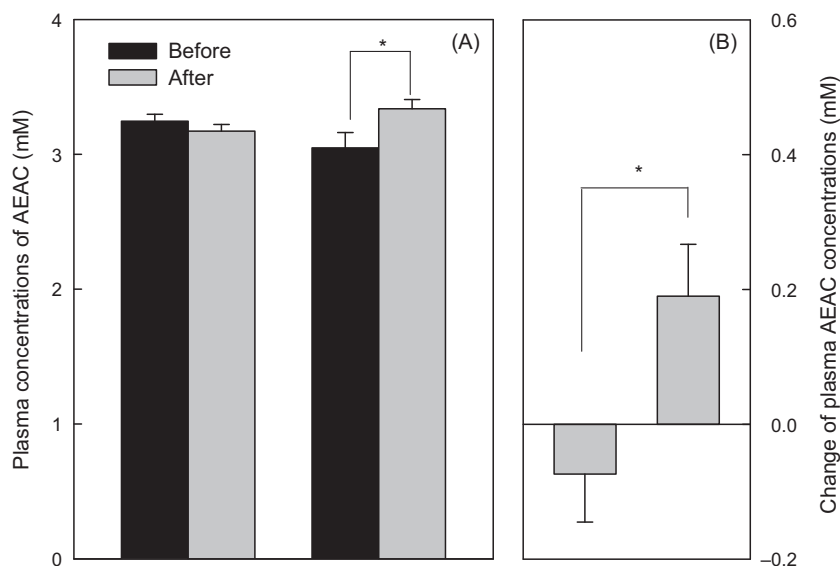 Plasma concentrations of AEAC (mM)
4
3
2
1
0
Before
After
*
(A)
(B)
*
0.6
0.4
0.2
0.0
–0.2
Change of plasma AEAC concentrations (mM)